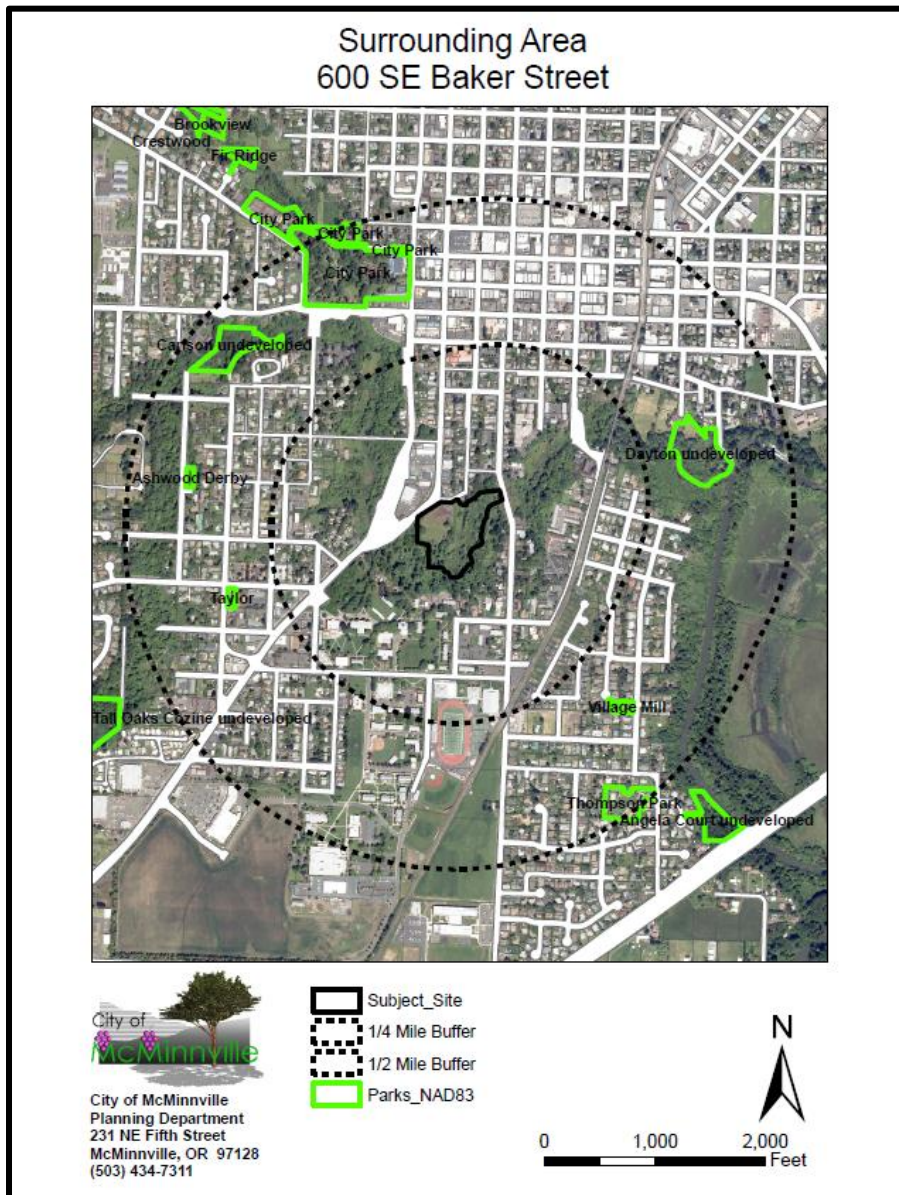 Surrounding Area
600 SE Baker Street
Brookview
Crestwood
Fir Ridge
City Park
City Park
City Park
City Park
Carlson undeveloped
Dayton undeveloped
Ashwood Derby
Taylor
Village Mill
Tall Oaks Cozine undeveloped
Thompson Park
Angela Court undeveloped
City of
McMinnville
City of McMinnville
Planning Department
231 NE Fifth Street
McMinnville, OR 97128
(503) 434-7311
Subject_Site
1/4 Mile Buffer
1/2 Mile Buffer
Parks_NAD83
N
0 1,000 2,000
Feet